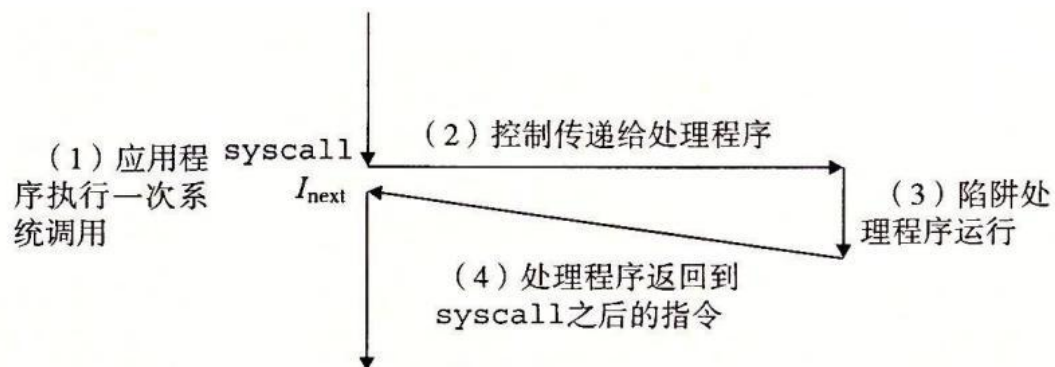 （2）控制传递给处理程序
（1）应用程
序执行一次系
统调用
syscall
Inext
（3）陷阱处
理程序运行
（4）处理程序返回到
syscall之后的指令